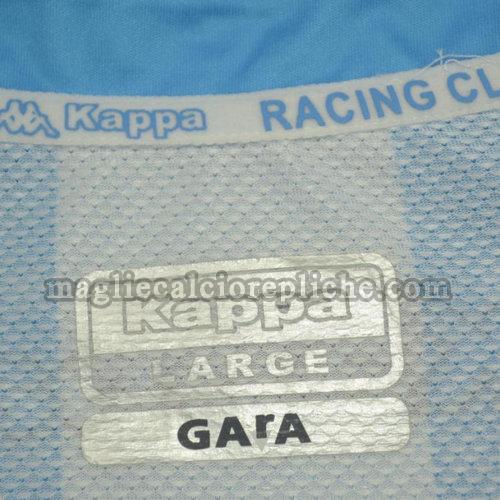 Kappa RACING CL
magliecalciorepliche.com
Kappa
LARGE
GArA